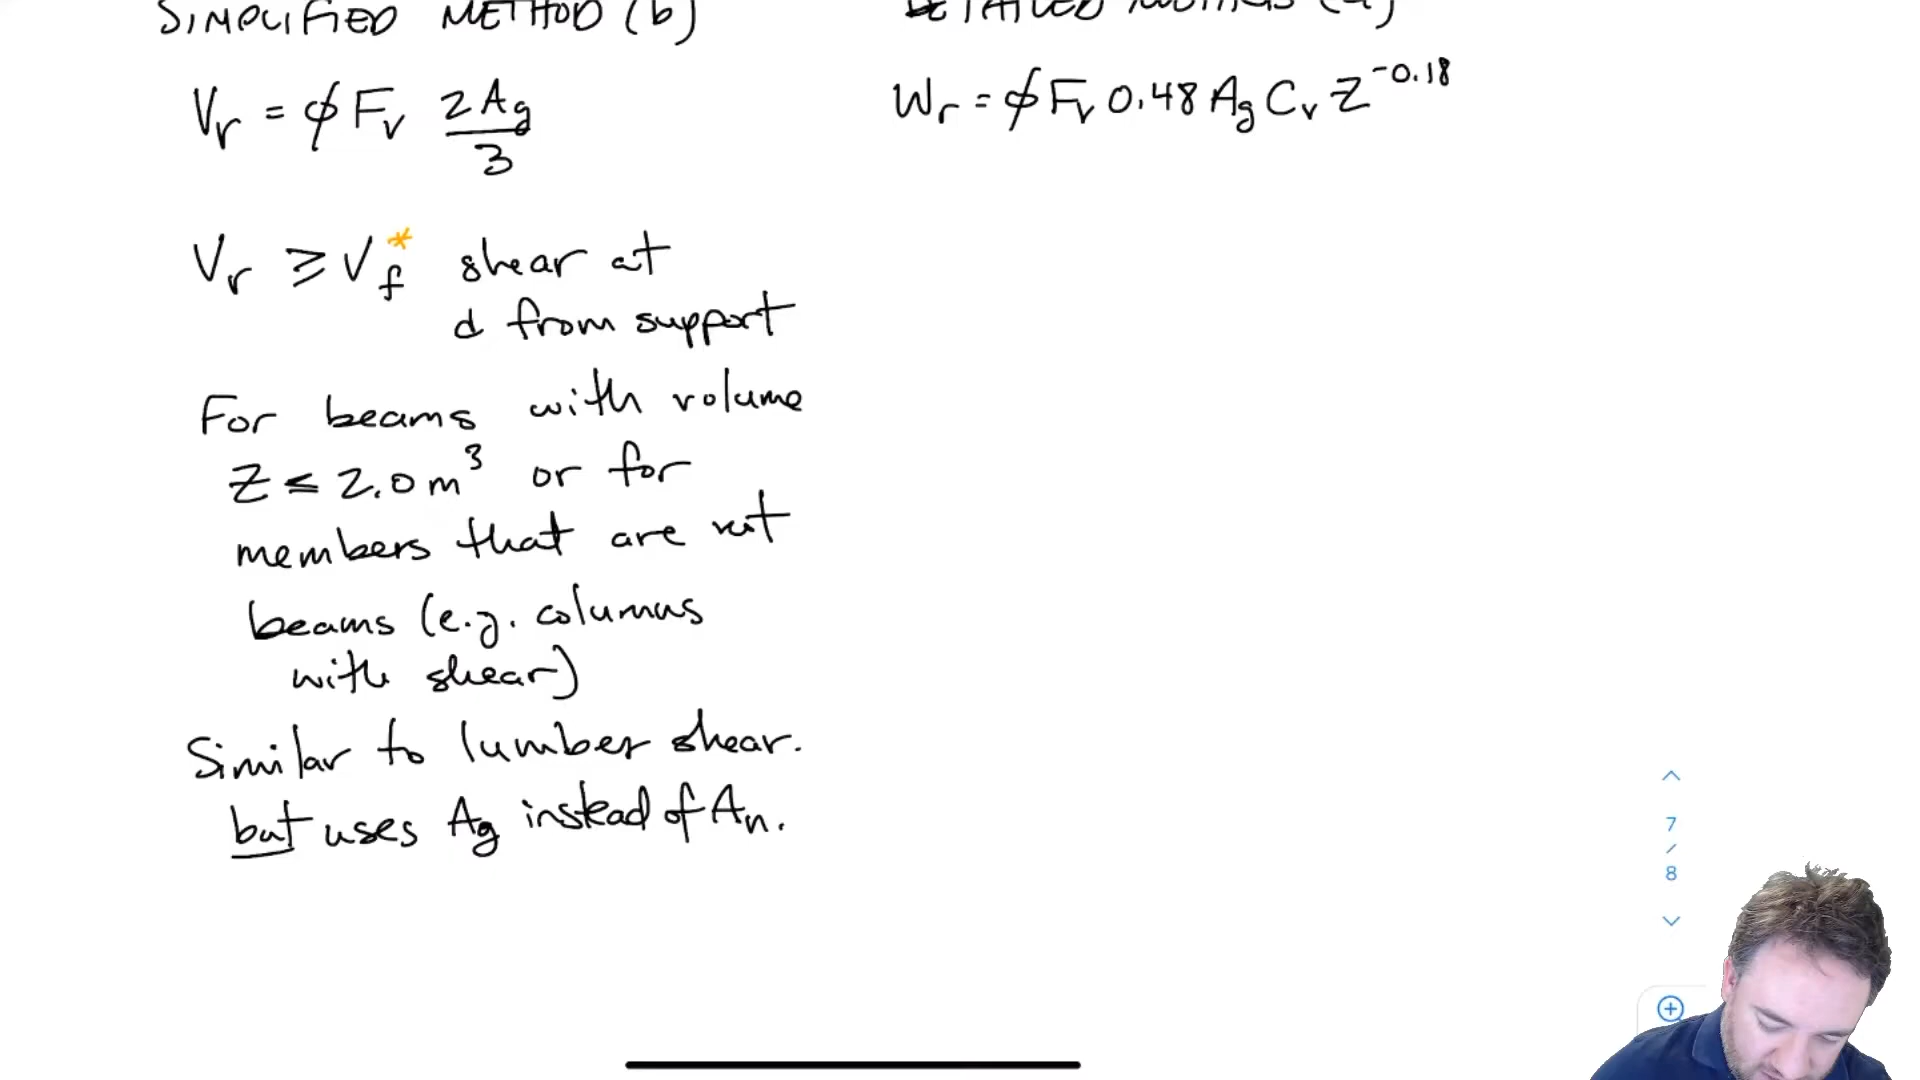 SIMPLIFIED METHOD (b)
Vr = φ Fv 2Ag/3
Vr ≥ Vf* shear at
d from support
For beams with volume
Z ≤ 2.0 m³ or for
members that are not
beams (e.g. columns
with shear)
Similar to lumber shear.
but uses Ag instead of An.
DETAILED
Wr = φ Fv 0.48 Ag Cv Z^-0.18
7
/
8